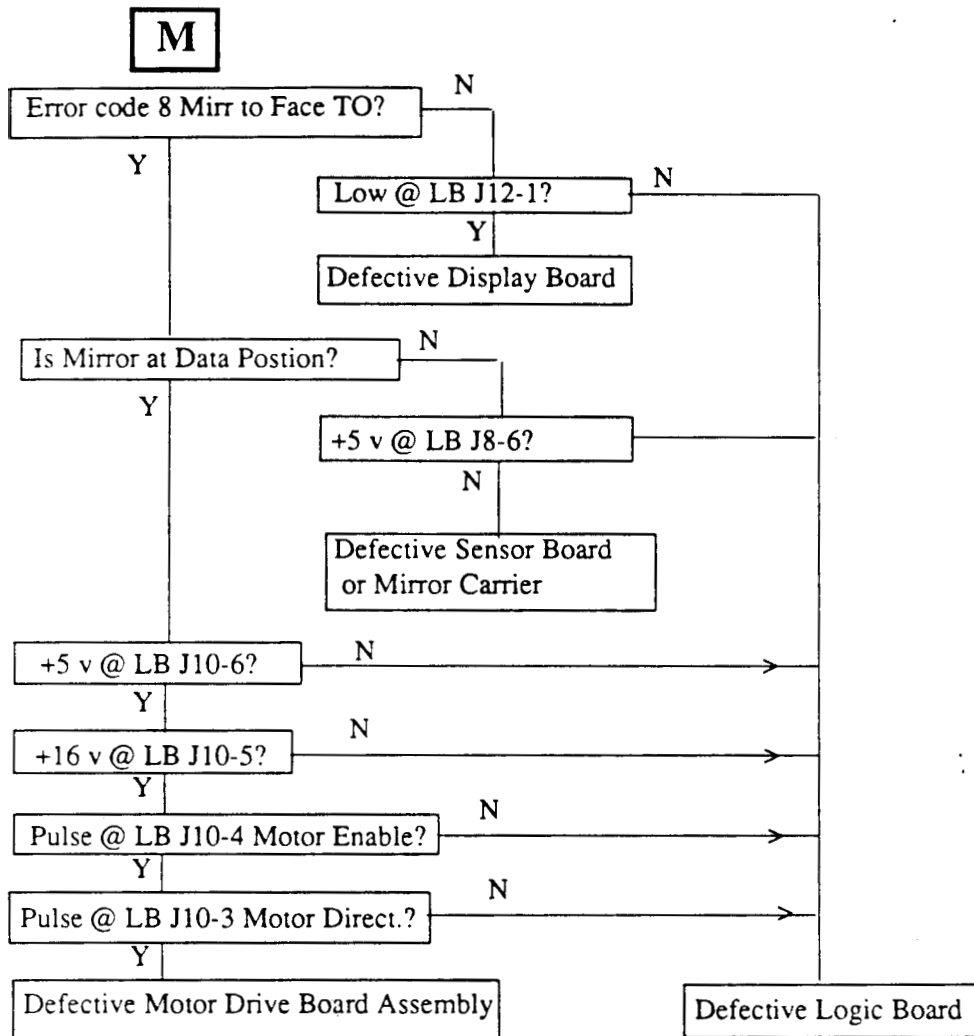 M
N
Error code 8 Mirr to Face TO?
Y
N
Low @ LB J12-1?
Y
Defective Display Board
N
Is Mirror at Data Postion?
Y
+5 v @ LB J8-6?
N
Defective Sensor Board
or Mirror Carrier
N
+5 v @ LB J10-6?
Y
N
+16 v @ LB J10-5?
Y
N
Pulse @ LB J10-4 Motor Enable?
Y
N
Pulse @ LB J10-3 Motor Direct.?
Y
Defective Motor Drive Board Assembly
Defective Logic Board